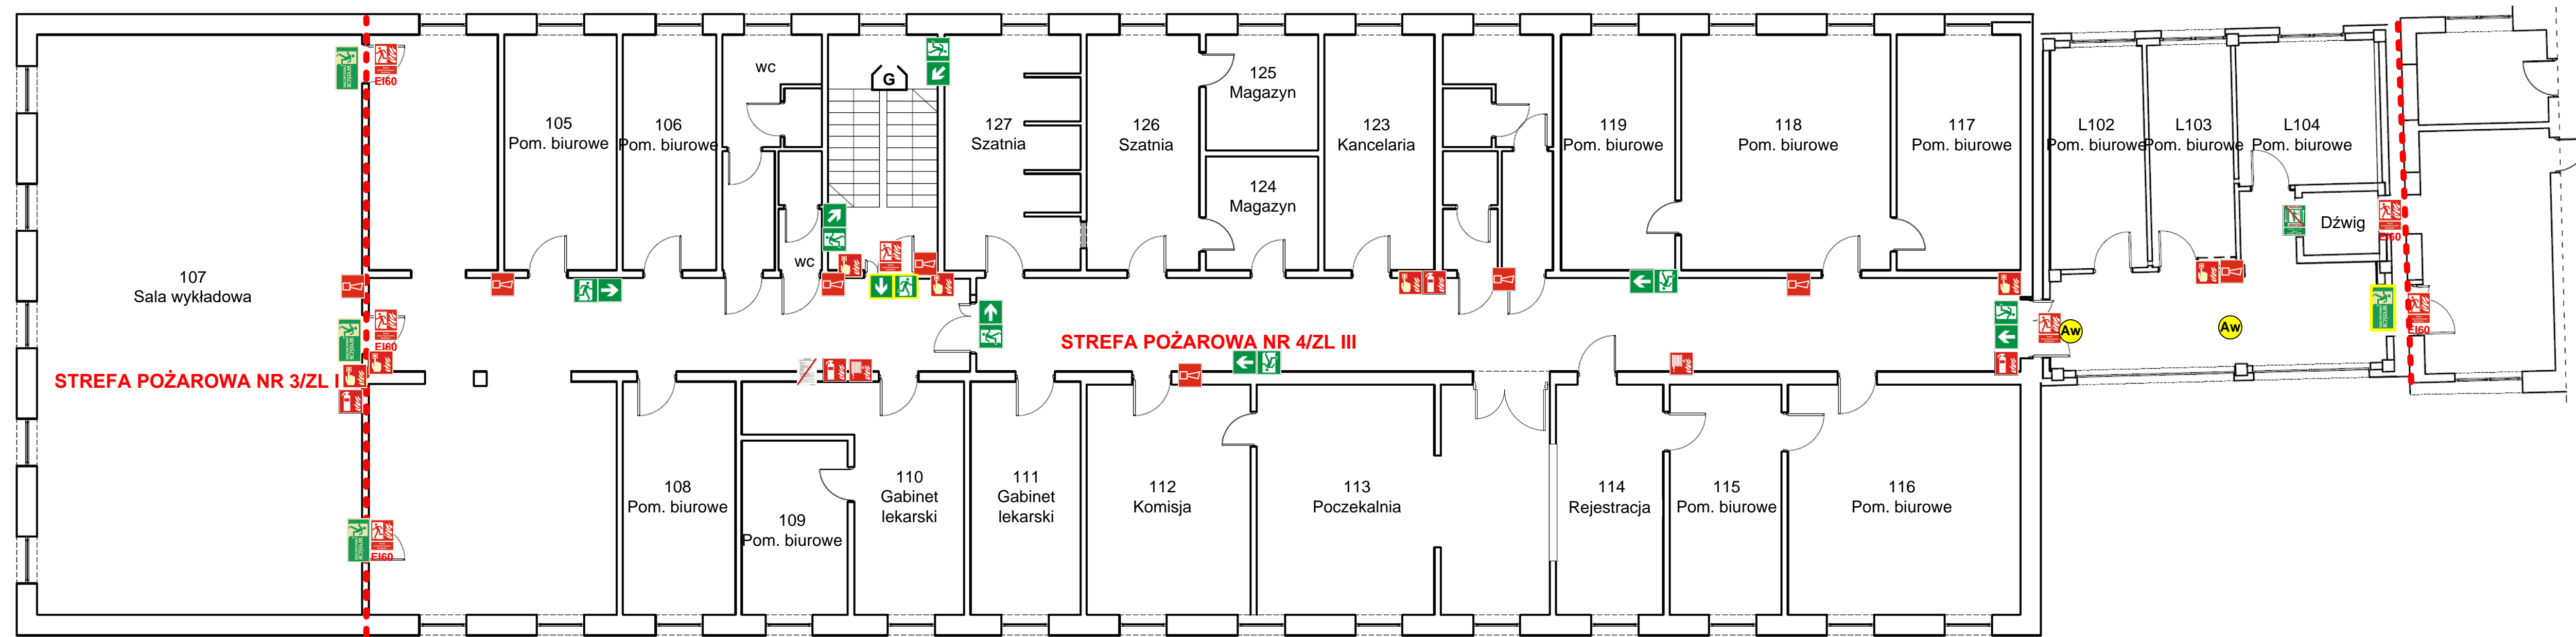 107
Sala wykładowa
STREFA POŻAROWA NR 3/ZL I
EI60
EI60
EI60
WYJŚCIE
WYJŚCIE
WYJŚCIE
105
Pom. biurowe
106
Pom. biurowe
wc
wc
G
127
Szatnia
126
Szatnia
125
Magazyn
124
Magazyn
123
Kancelaria
119
Pom. biurowe
118
Pom. biurowe
117
Pom. biurowe
L102
Pom. biurowe
L103
Pom. biurowe
L104
Pom. biurowe
Dźwig
EI60
EI60
WYJŚCIE
Aw
Aw
STREFA POŻAROWA NR 4/ZL III
108
Pom. biurowe
109
Pom. biurowe
110
Gabinet
lekarski
111
Gabinet
lekarski
112
Komisja
113
Poczekalnia
114
Rejestracja
115
Pom. biurowe
116
Pom. biurowe